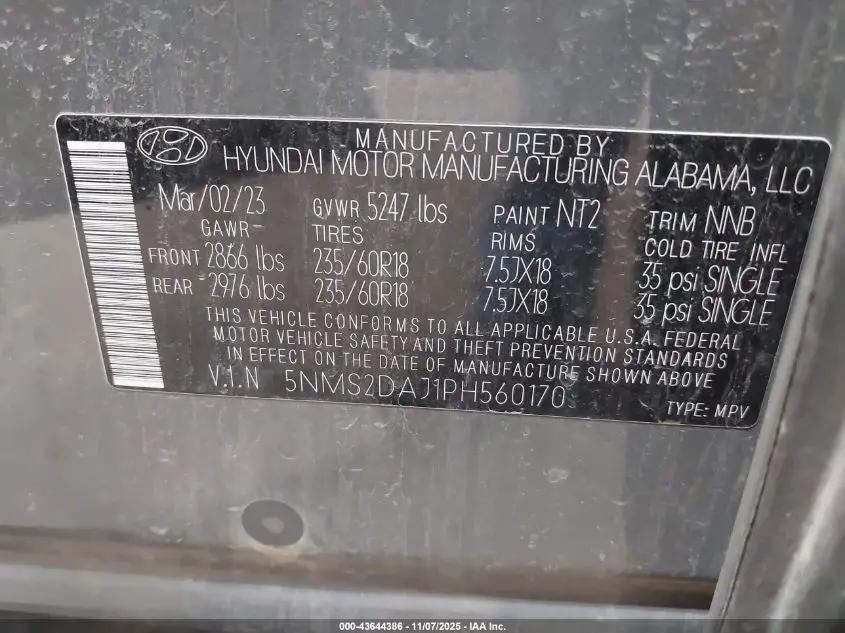 MANUFACTURED BY
HYUNDAI MOTOR MANUFACTURING ALABAMA, LLC
Mar/02/23 GVWR 5247 lbs PAINT NT2 TRIM NNB
GAWR TIRES RIMS COLD TIRE INFL
FRONT 2866 lbs 235/60R18 7.5JX18 35 psi SINGLE
REAR 2976 lbs 235/60R18 7.5JX18 35 psi SINGLE
THIS VEHICLE CONFORMS TO ALL APPLICABLE U.S.A. FEDERAL
MOTOR VEHICLE SAFETY AND THEFT PREVENTION STANDARDS
IN EFFECT ON THE DATE OF MANUFACTURE SHOWN ABOVE
V.I.N 5NMS2DAJ1PH560170
TYPE: MPV
000-43644386 - 11/07/2025 - IAA Inc.